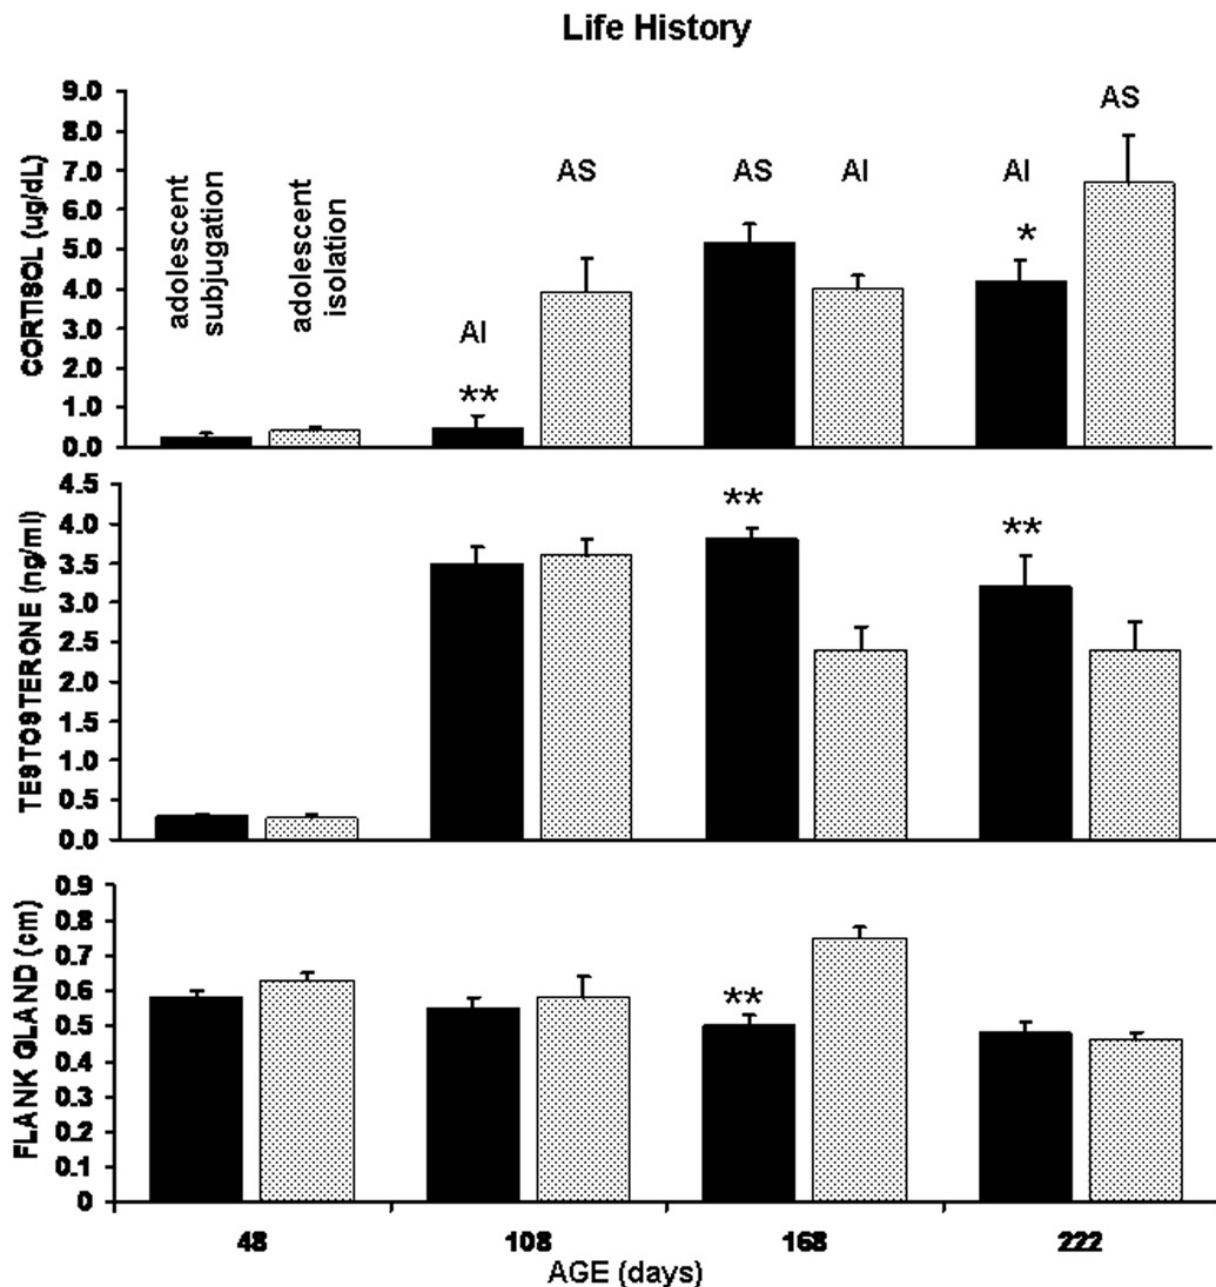 Life History
CORTISOL (ug/dL)
9.0
8.0
7.0
6.0
5.0
4.0
3.0
2.0
1.0
0.0
adolescent
subjugation
adolescent
isolation
AI
**
AS
AS
AI
AI
*
AS
TESTOSTERONE (ng/ml)
4.5
4.0
3.5
3.0
2.5
2.0
1.5
1.0
0.5
0.0
**
**
FLANK GLAND (cm)
0.9
0.8
0.7
0.6
0.5
0.4
0.3
0.2
0.1
0
**
48 108 168 222
AGE (days)